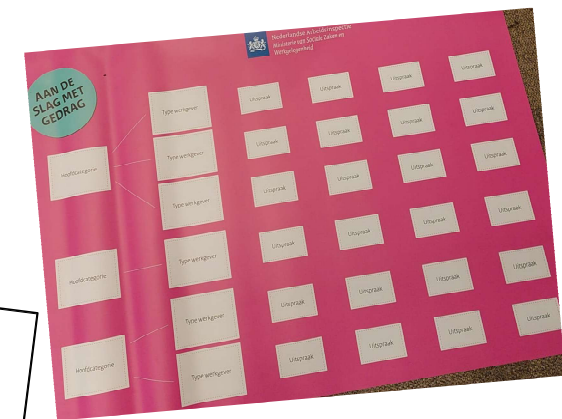 Nederlandse Arbeidsinspectie
Ministerie van Sociale Zaken en
Werkgelegenheid
AAN DE
SLAG MET
GEDRAG
Hoofdcategorie
Type werkgever
Uitspraak
Uitspraak
Uitspraak
Uitspraak
Type werkgever
Uitspraak
Uitspraak
Uitspraak
Uitspraak
Type werkgever
Uitspraak
Uitspraak
Uitspraak
Uitspraak
Hoofdcategorie
Type werkgever
Uitspraak
Uitspraak
Uitspraak
Uitspraak
Hoofdcategorie
Type werkgever
Uitspraak
Uitspraak
Uitspraak
Uitspraak
Type werkgever
Uitspraak
Uitspraak
Uitspraak
Uitspraak